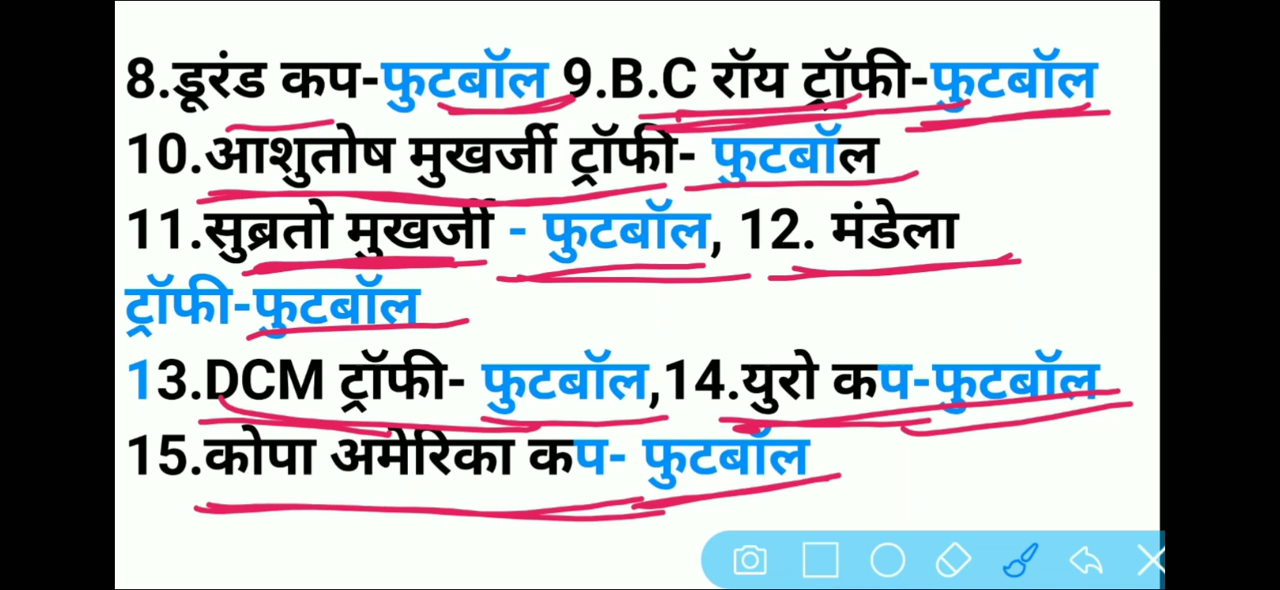 8.डूरंड कप-फुटबॉल 9.B.C रॉय ट्रॉफी-फुटबॉल
10.आशुतोष मुखर्जी ट्रॉफी- फुटबॉल
11.सुब्रतो मुखर्जी - फुटबॉल, 12. मंडेला
ट्रॉफी-फुटबॉल
13.DCM ट्रॉफी- फुटबॉल,14.युरो कप-फुटबॉल
15.कोपा अमेरिका कप- फुटबॉल